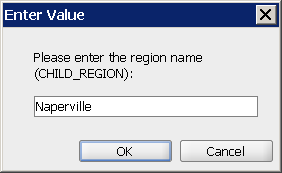 Enter Value
Please enter the region name
(CHILD_REGION):
Naperville
OK
Cancel